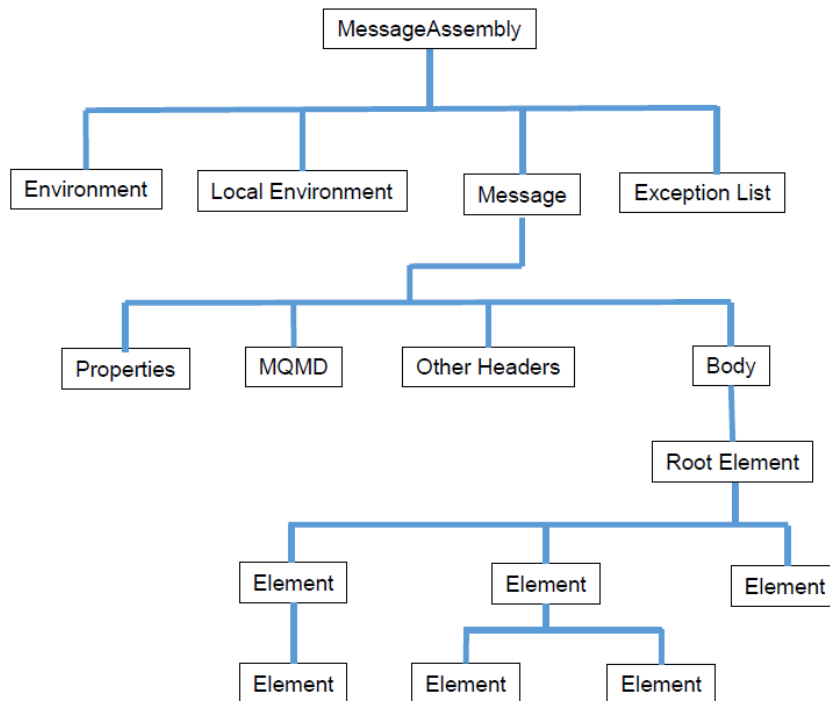 MessageAssembly
Environment
Local Environment
Message
Exception List
Properties
MQMD
Other Headers
Body
Root Element
Element
Element
Element
Element
Element
Element